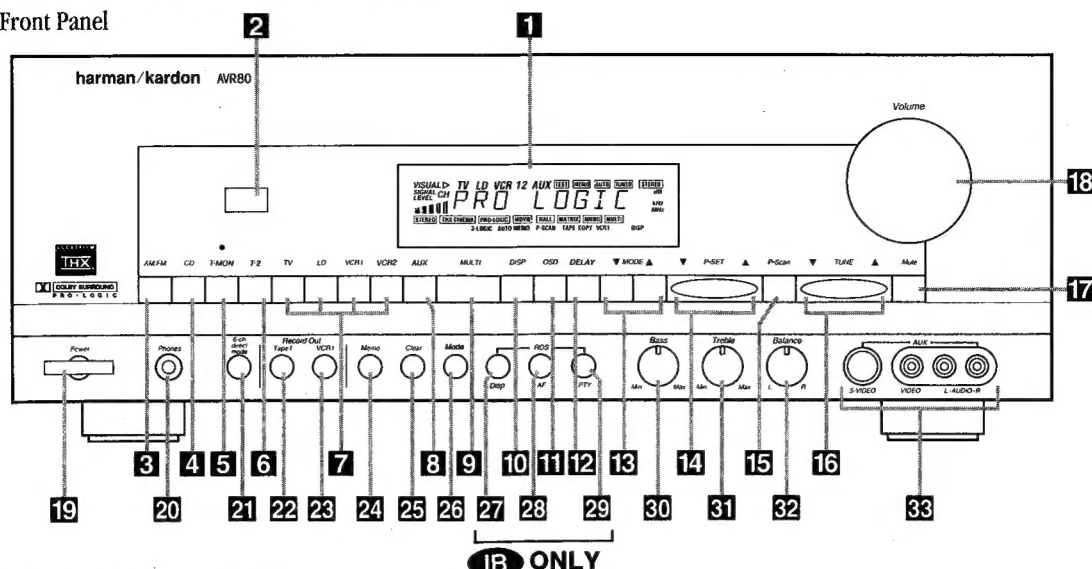 Front Panel
2 1
harman/kardon AVR80
Volume
VISUAL TV LD VCR 12 AUX TEST MEMO AUTO TUNED STEREO
SIGNAL LEVEL CH PRO LOGIC dB kHz MHz
STEREO THX CINEMA PRO-LOGIC MOVIE HALL MATRIX MONO MULTI
3-LOGIC AUTO MEMO P-SCAN TAPE COPY VCR1 DISP
18
LUCASFILM
THX
DOLBY SURROUND
PRO·LOGIC
AM/FM CD T-MON T-2 TV LD VCR1 VCR2 AUX MULTI DISP OSD DELAY ▼ MODE ▲ ▼ P-SET ▲ P-Scan ▼ TUNE ▲ Mute
17
Power Phones 6-ch direct mode Record Out Tape1 VCR1 Memo Clear Mode RDS Disp AF PTY Bass Min Max Treble Min Max Balance L R AUX S-VIDEO VIDEO L-AUDIO-R
3 4 5 6 7 8 9 10 11 12 13 14 15 16
19 20 21 22 23 24 25 26 27 28 29 30 31 32 33
IB ONLY